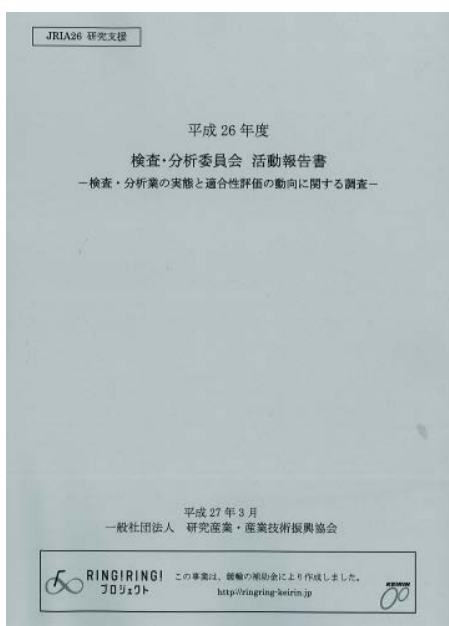 JRIA26 研究支援
平成 26 年度
検査・分析委員会 活動報告書
－検査・分析業の実態と適合性評価の動向に関する調査－
平成 27 年 3 月
一般社団法人 研究産業・産業技術振興協会
RING!RING!
プロジェクト
この事業は、競輪の補助金により作成しました。
http://ringring-keirin.jp
KEIRIN